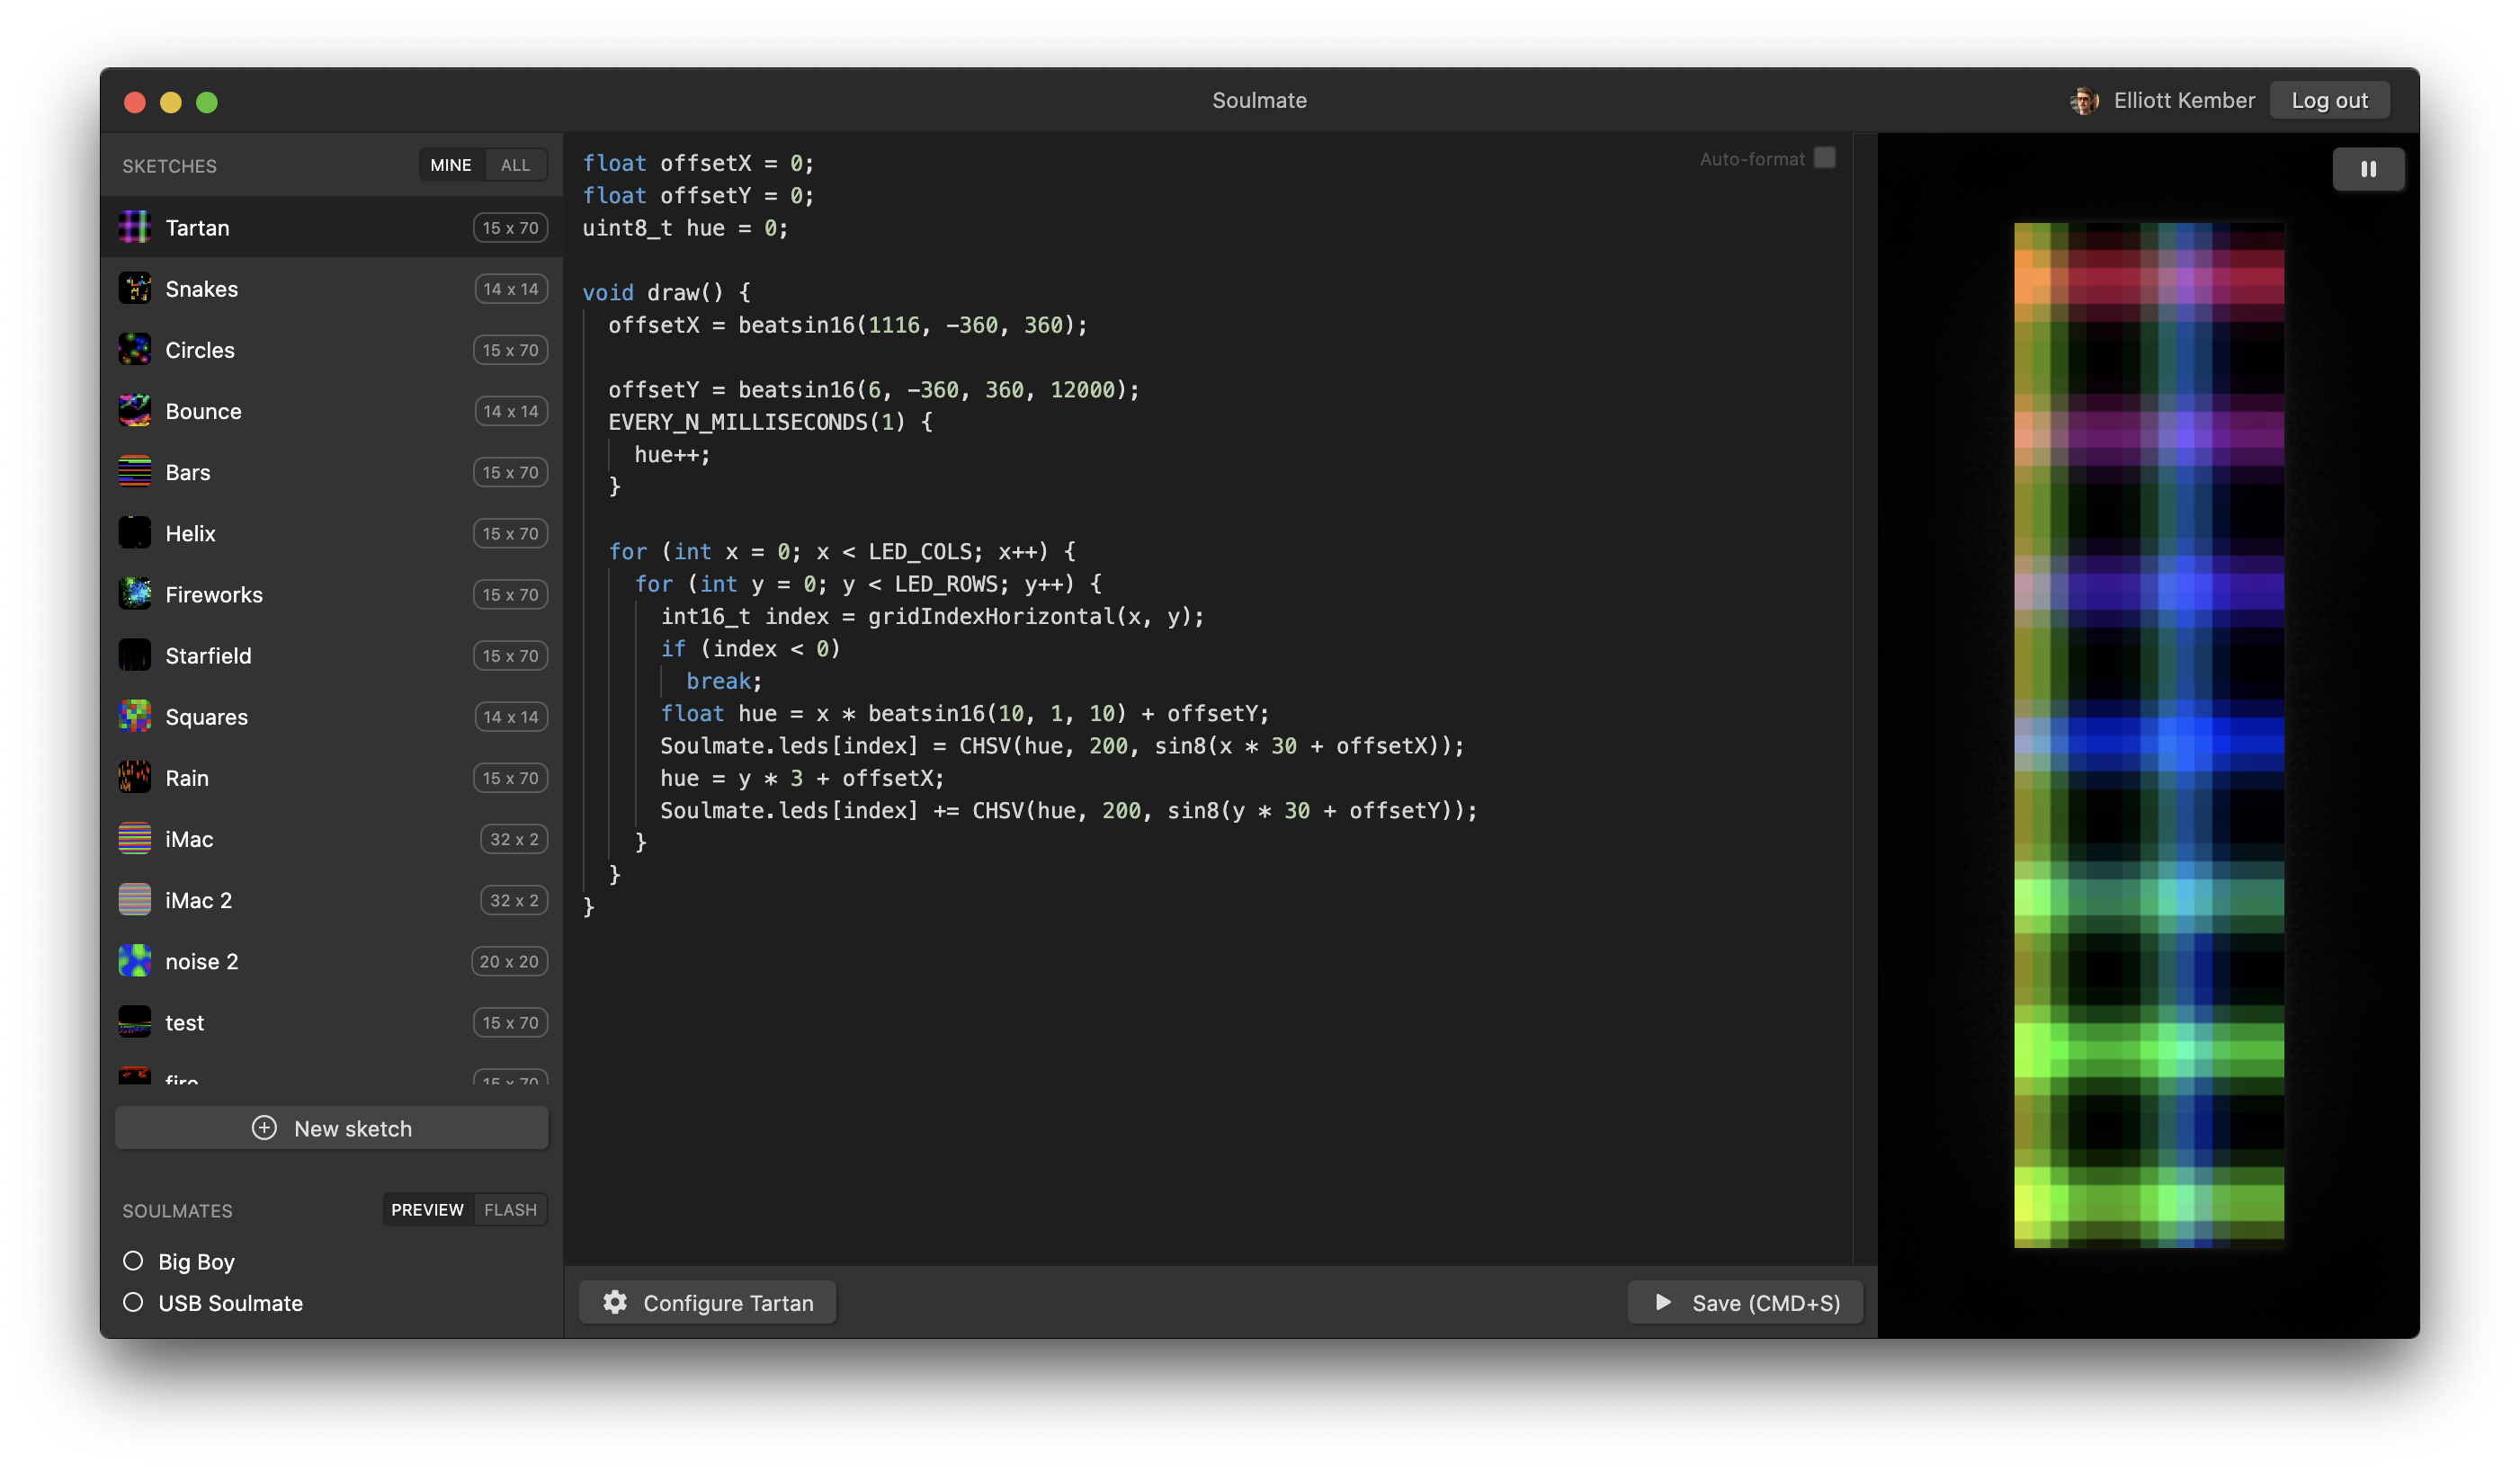 Soulmate
Elliott Kember
Log out
SKETCHES
MINE
ALL
Tartan
15 x 70
Snakes
14 x 14
Circles
15 x 70
Bounce
14 x 14
Bars
15 x 70
Helix
15 x 70
Fireworks
15 x 70
Starfield
15 x 70
Squares
14 x 14
Rain
15 x 70
iMac
32 x 2
iMac 2
32 x 2
noise 2
20 x 20
test
15 x 70
fire
15 x 70
New sketch
SOULMATES
PREVIEW
FLASH
Big Boy
USB Soulmate
Auto-format
float offsetX = 0;
float offsetY = 0;
uint8_t hue = 0;
void draw() {
offsetX = beatsin16(1116, -360, 360);
offsetY = beatsin16(6, -360, 360, 12000);
EVERY_N_MILLISECONDS(1) {
hue++;
}
for (int x = 0; x < LED_COLS; x++) {
for (int y = 0; y < LED_ROWS; y++) {
int16_t index = gridIndexHorizontal(x, y);
if (index < 0)
break;
float hue = x * beatsin16(10, 1, 10) + offsetY;
Soulmate.leds[index] = CHSV(hue, 200, sin8(x * 30 + offsetX));
hue = y * 3 + offsetX;
Soulmate.leds[index] += CHSV(hue, 200, sin8(y * 30 + offsetY));
}
}
}
Configure Tartan
Save (CMD+S)